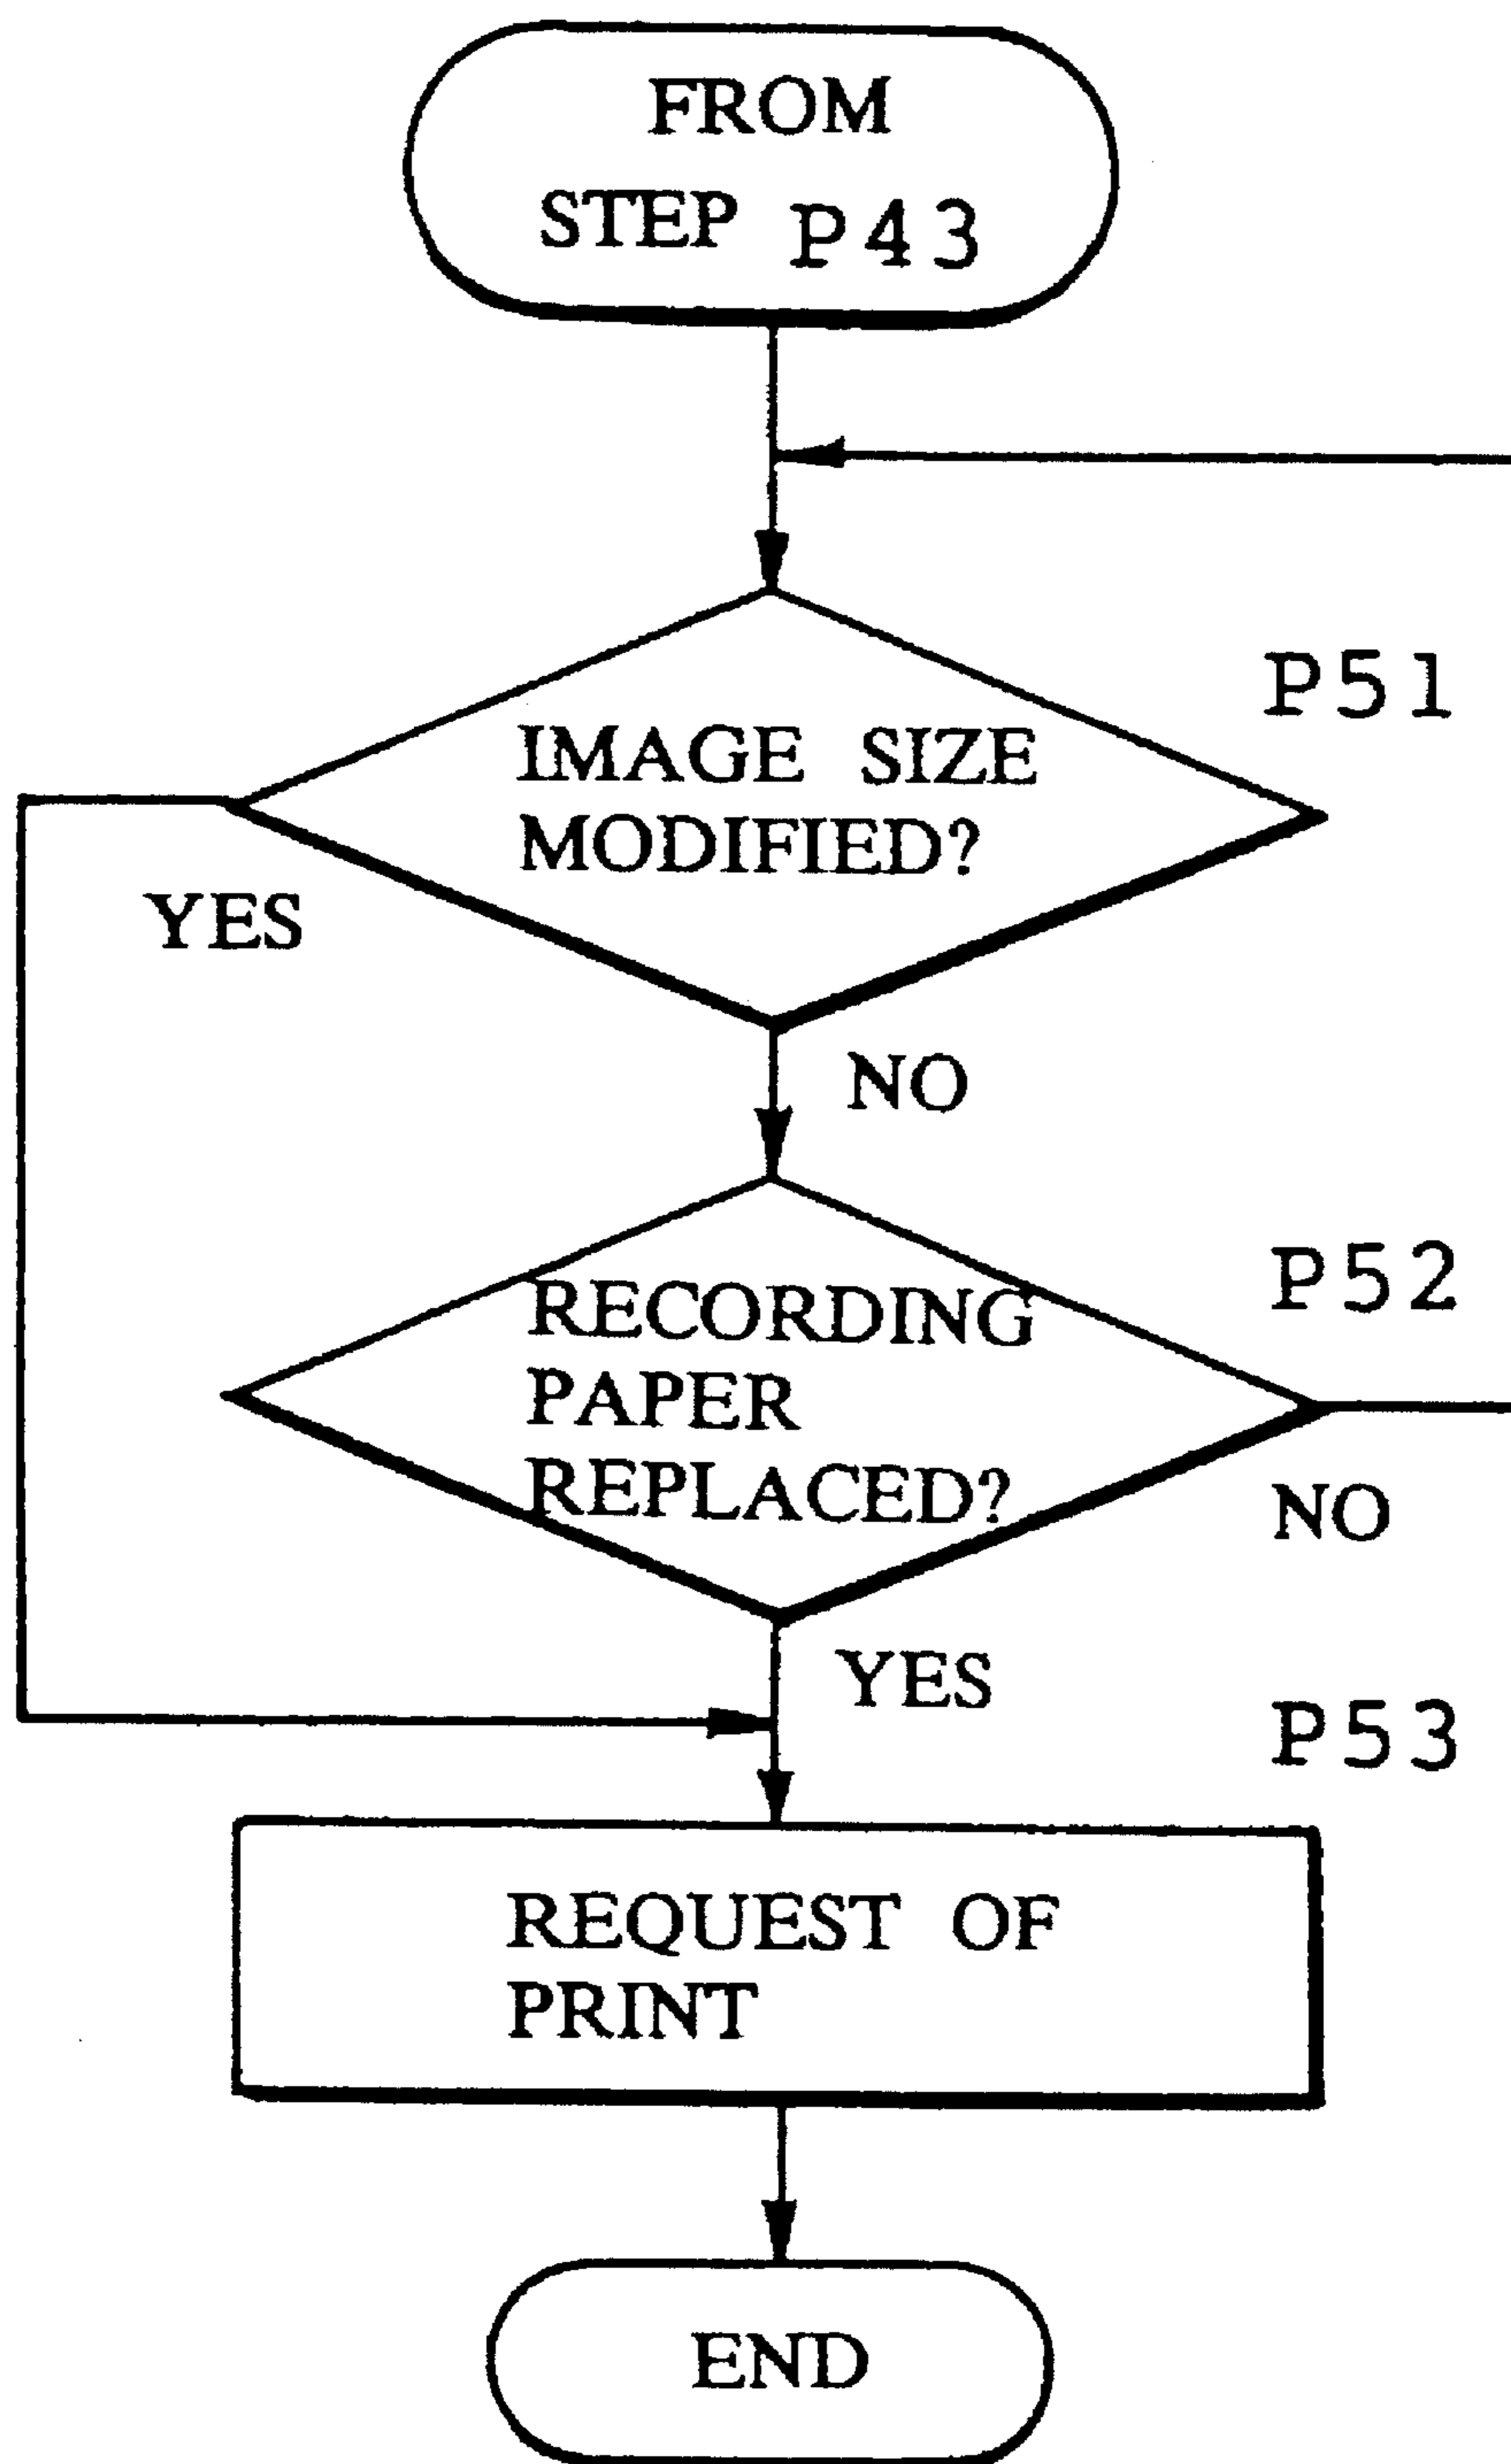 FROM
STEP P43
P51
IMAGE SIZE
MODIFIED?
YES
NO
P52
RECORDING
PAPER
REPLACED?
NO
YES
P53
REQUEST OF
PRINT
END